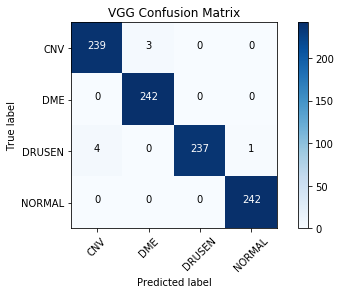 VGG Confusion Matrix
CNV 239 3 0 0
DME 0 242 0 0
DRUSEN 4 0 237 1
NORMAL 0 0 0 242
CNV DME DRUSEN NORMAL
True label
Predicted label
200
150
100
50
0